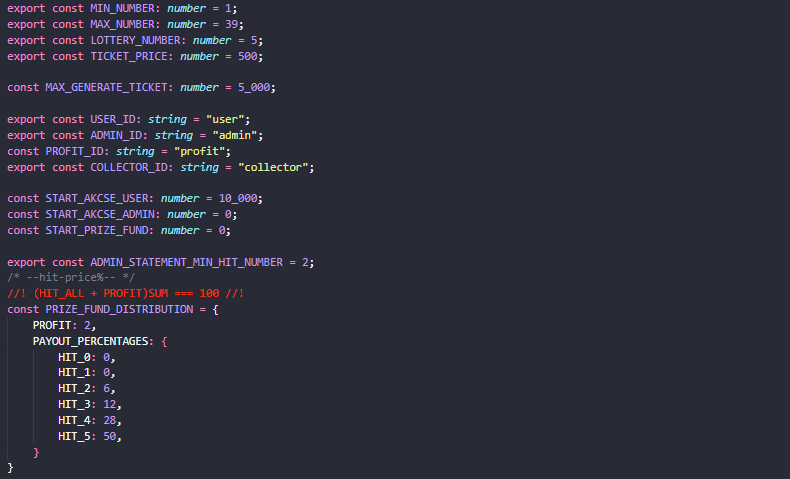 export const MIN_NUMBER: number = 1;
export const MAX_NUMBER: number = 39;
export const LOTTERY_NUMBER: number = 5;
export const TICKET_PRICE: number = 500;

const MAX_GENERATE_TICKET: number = 5_000;

export const USER_ID: string = "user";
export const ADMIN_ID: string = "admin";
const PROFIT_ID: string = "profit";
export const COLLECTOR_ID: string = "collector";

const START_AKCSE_USER: number = 10_000;
const START_AKCSE_ADMIN: number = 0;
const START_PRIZE_FUND: number = 0;

export const ADMIN_STATEMENT_MIN_HIT_NUMBER = 2;
/* --hit-price%-- */
//! (HIT_ALL + PROFIT)SUM === 100 //!
const PRIZE_FUND_DISTRIBUTION = {
    PROFIT: 2,
    PAYOUT_PERCENTAGES: {
        HIT_0: 0,
        HIT_1: 0,
        HIT_2: 6,
        HIT_3: 12,
        HIT_4: 28,
        HIT_5: 50,
    }
}